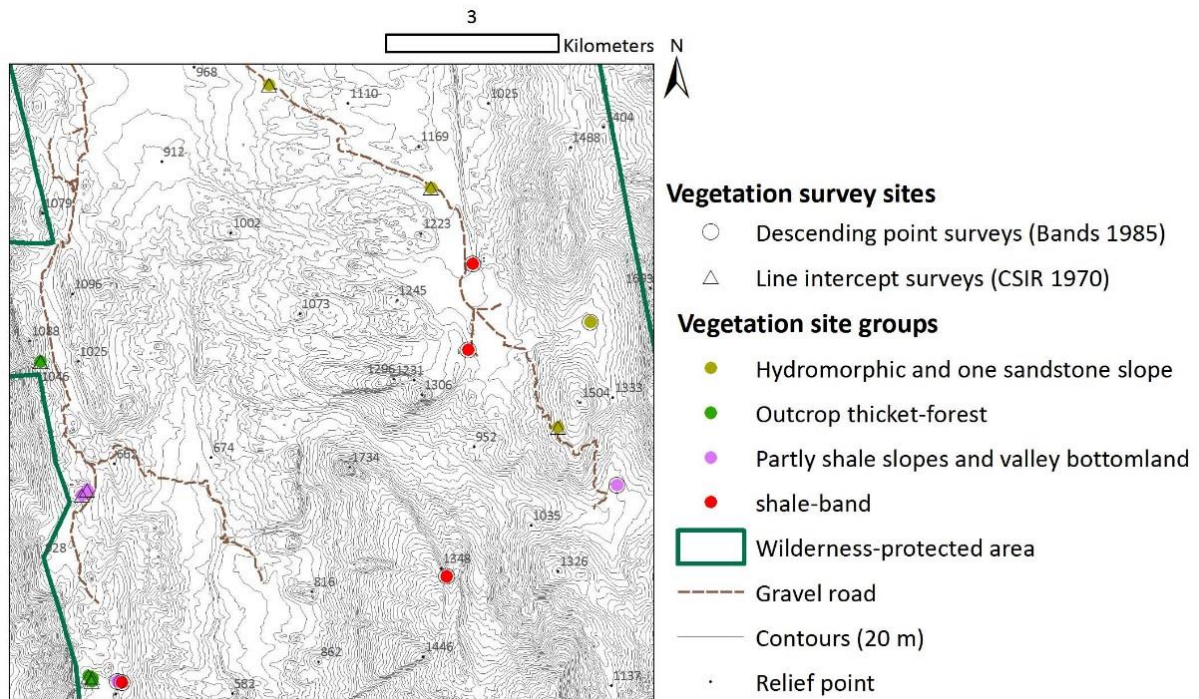 3
Kilometers N
968
1110
1025
1404
1169
1488
912
1079
1002
1223
1096
1245
1073
1088
1025
1046
1296 1231
1306
1504 1333
952
674
1734
1035
1348
1326
816
862
1446
582
1137
Vegetation survey sites
Descending point surveys (Bands 1985)
Line intercept surveys (CSIR 1970)
Vegetation site groups
Hydromorphic and one sandstone slope
Outcrop thicket-forest
Partly shale slopes and valley bottomland
shale-band
Wilderness-protected area
Gravel road
Contours (20 m)
Relief point